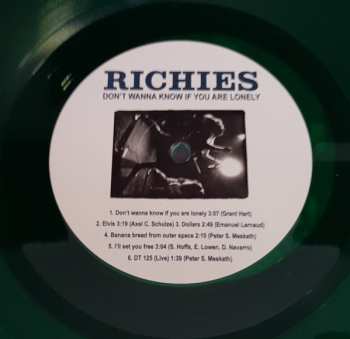 RICHIES
DON'T WANNA KNOW IF YOU ARE LONELY
1. Don't wanna know if you are lonely 3:07 (Grant Hart)
2. Elvis 3:19 (Axel C. Schulze) 3. Dollars 2:49 (Emanuel Larnaud)
4. Banana bread from outer space 2:10 (Peter S. Meskath)
5. I'll set you free 3:04 (S. Hoffs, E. Lowen, D. Navarro)
6. DT 125 (Live) 1:39 (Peter S. Meskath)